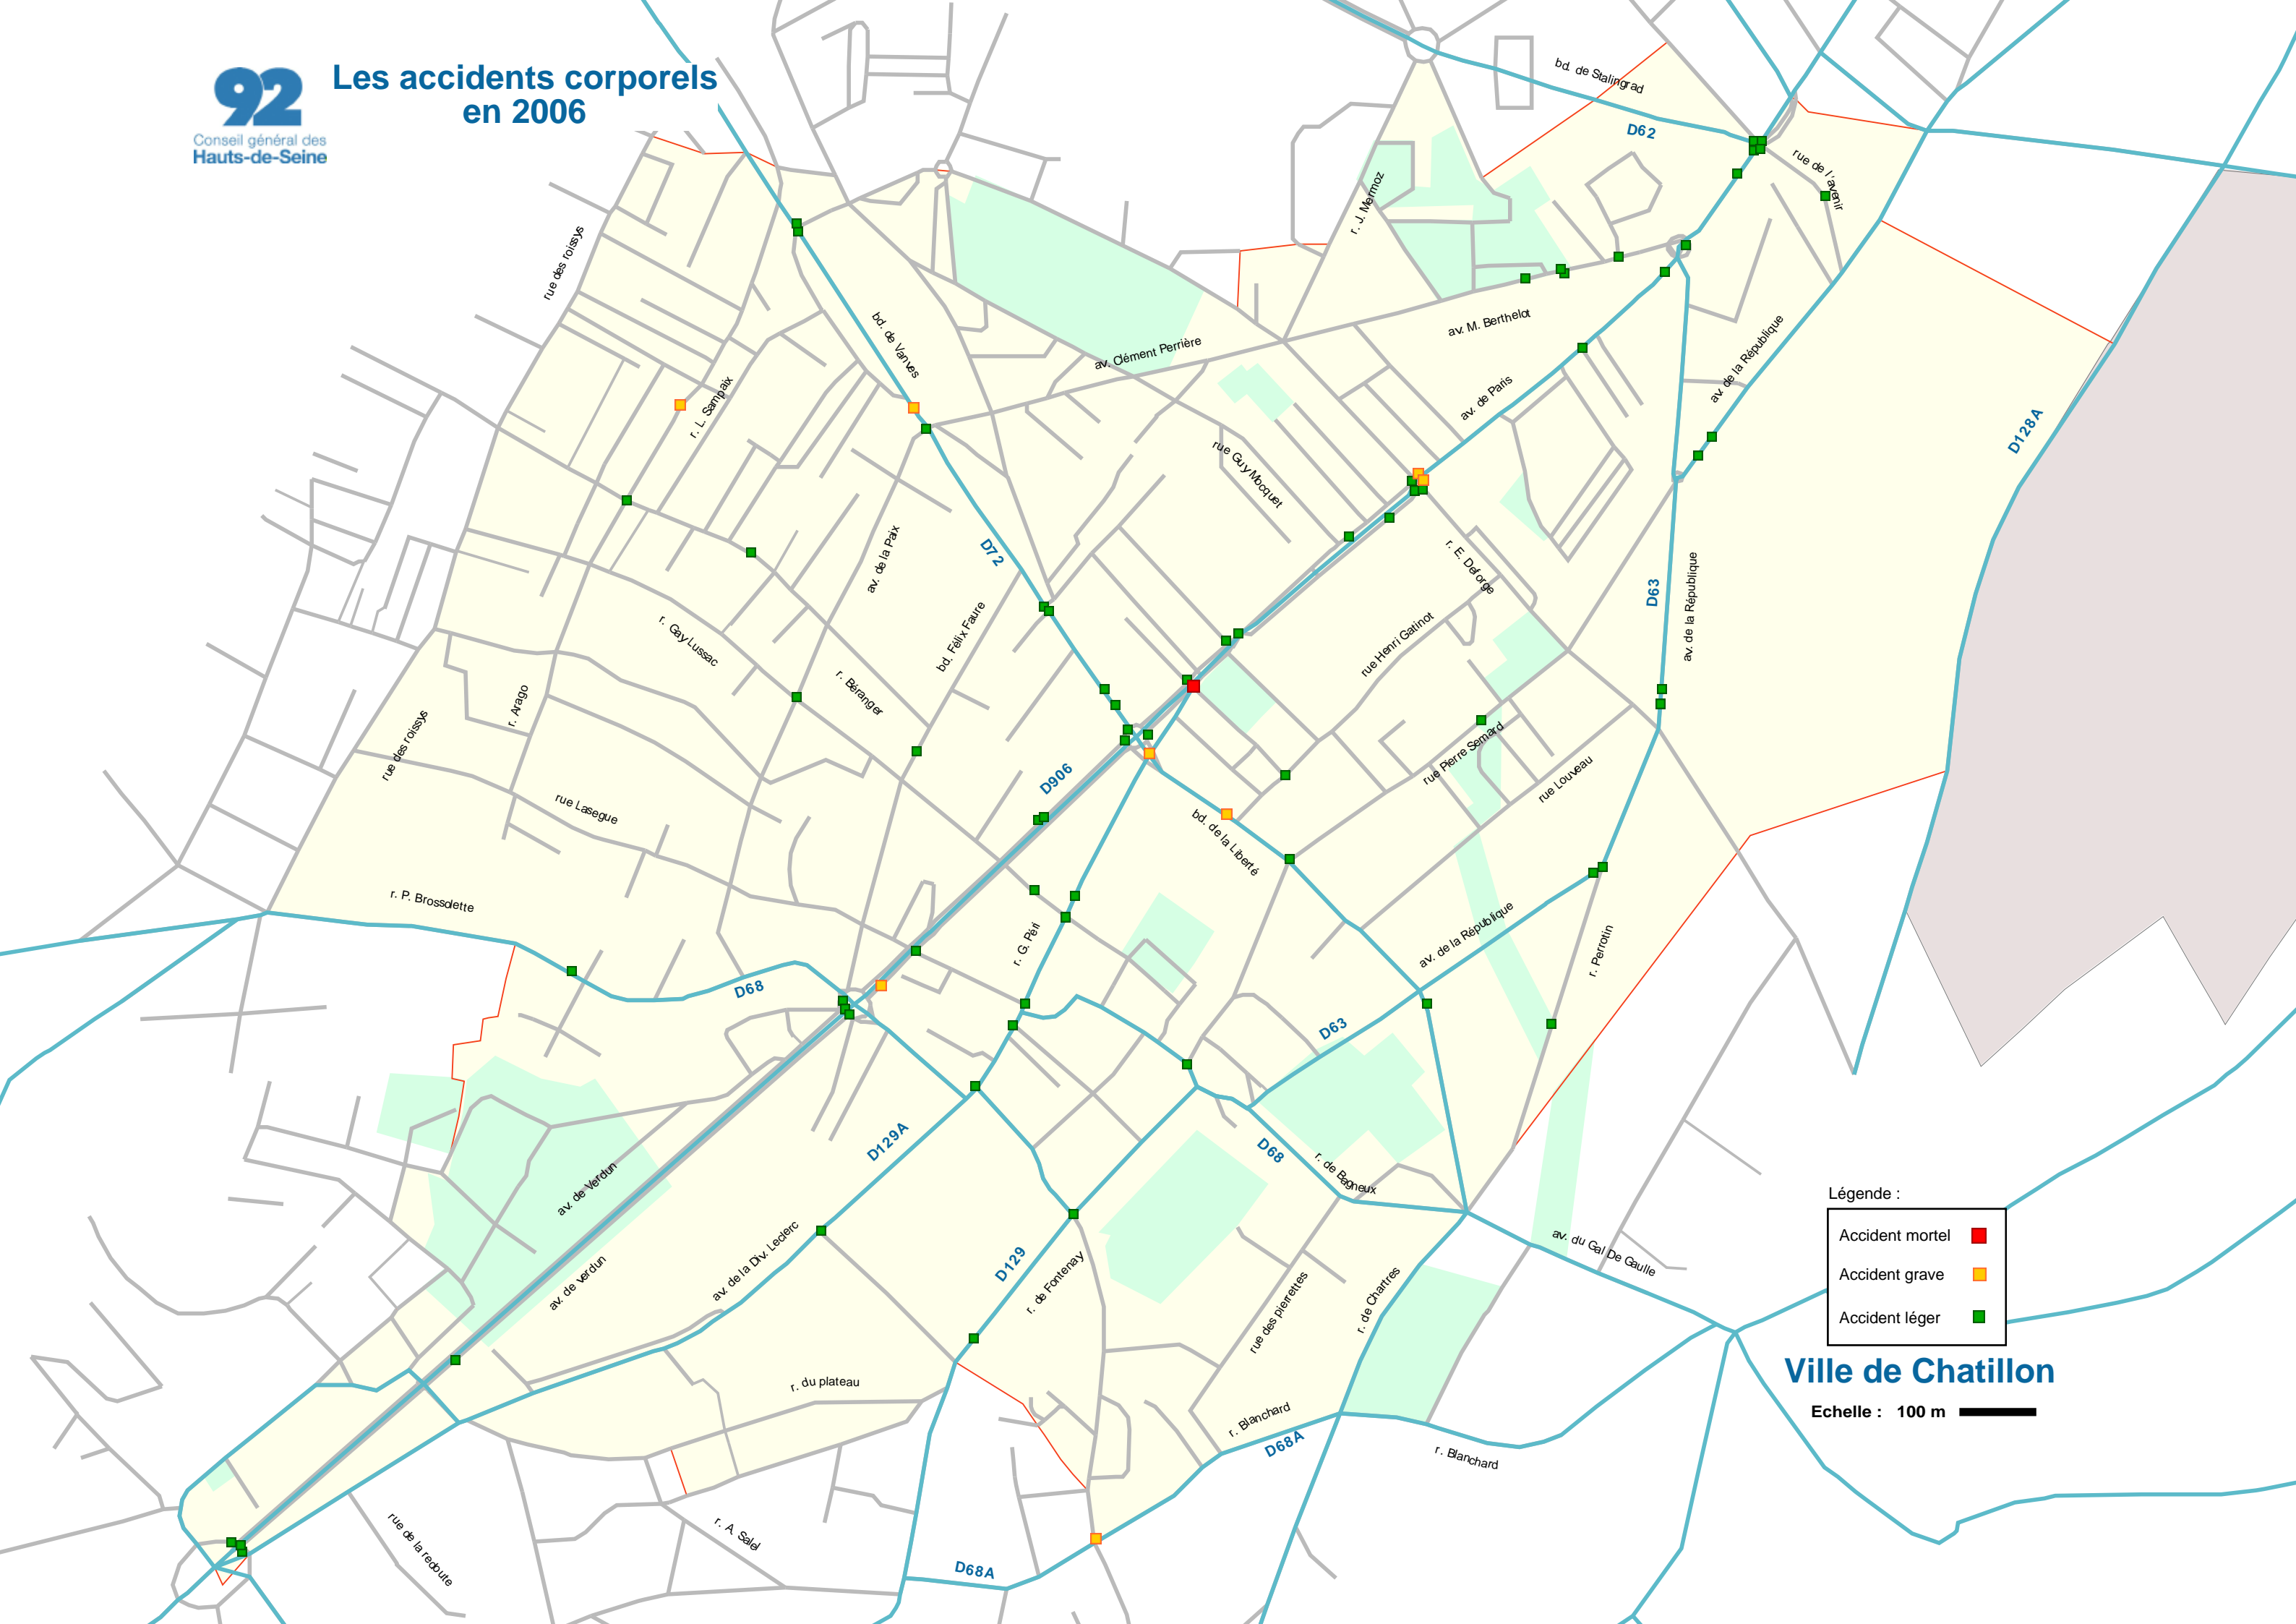 92
Conseil général des
Hauts-de-Seine
Les accidents corporels
en 2006
bd. de Stalingrad
D62
rue de l'avenir
r. J. Mermoz
rue des roissys
bd. de Vanves
av. M. Berthelot
av. Clément Perrière
av. de la République
av. de Paris
r. L. Sampaix
D128A
rue Guy Mocquet
D72
av. de la Paix
r. E. Deforge
D63
av. de la République
bd. Félix Faure
r. Gay Lussac
rue Henri Gatinot
r. Béranger
r. Arago
rue des roissys
rue Pierre Semard
rue Louveau
D906
rue Lasegue
bd. de la Liberté
r. P. Brossolette
av. de la République
r. G. Péri
r. Perrotin
D68
D63
D129A
D68
r. de Bagneux
av. de Verdun
av. de verdun
av. de la Div. Leclerc
D129
r. de Fontenay
av. du Gal De Gaulle
rue des pierrettes
r. de Chartres
r. du plateau
r. Blanchard
D68A
r. Blanchard
rue de la redoute
r. A. Salel
D68A
Légende :
Accident mortel
Accident grave
Accident léger
Ville de Chatillon
Echelle : 100 m